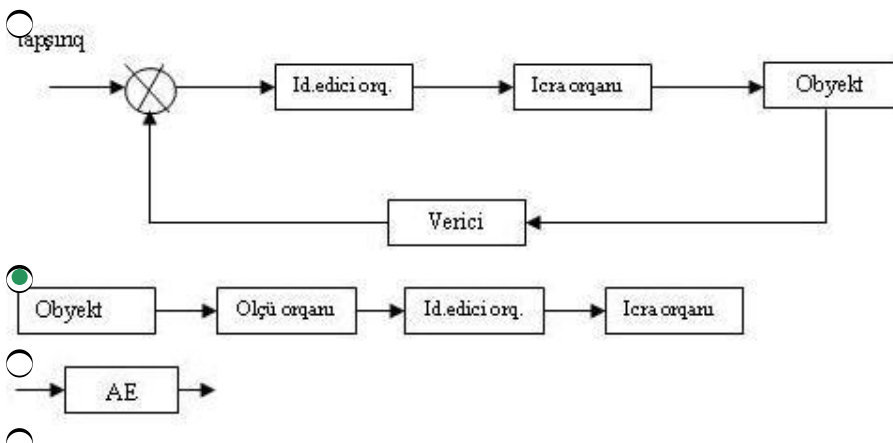 Tapşırıq
Id.edici orq.
Icra orqanı
Obyekt
Verici
Obyekt
Olçü orqanı
Id.edici orq.
Icra orqanı
AE